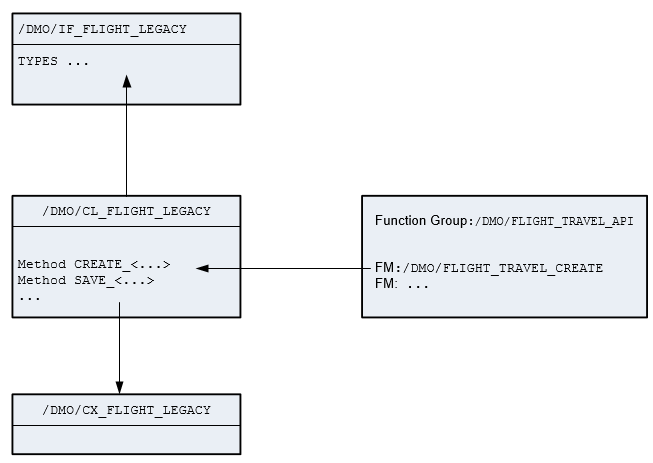 /DMO/IF_FLIGHT_LEGACY
TYPES ...
/DMO/CL_FLIGHT_LEGACY
Method CREATE_<...>
Method SAVE_<...>
...
Function Group:/DMO/FLIGHT_TRAVEL_API
FM:/DMO/FLIGHT_TRAVEL_CREATE
FM: ...
/DMO/CX_FLIGHT_LEGACY